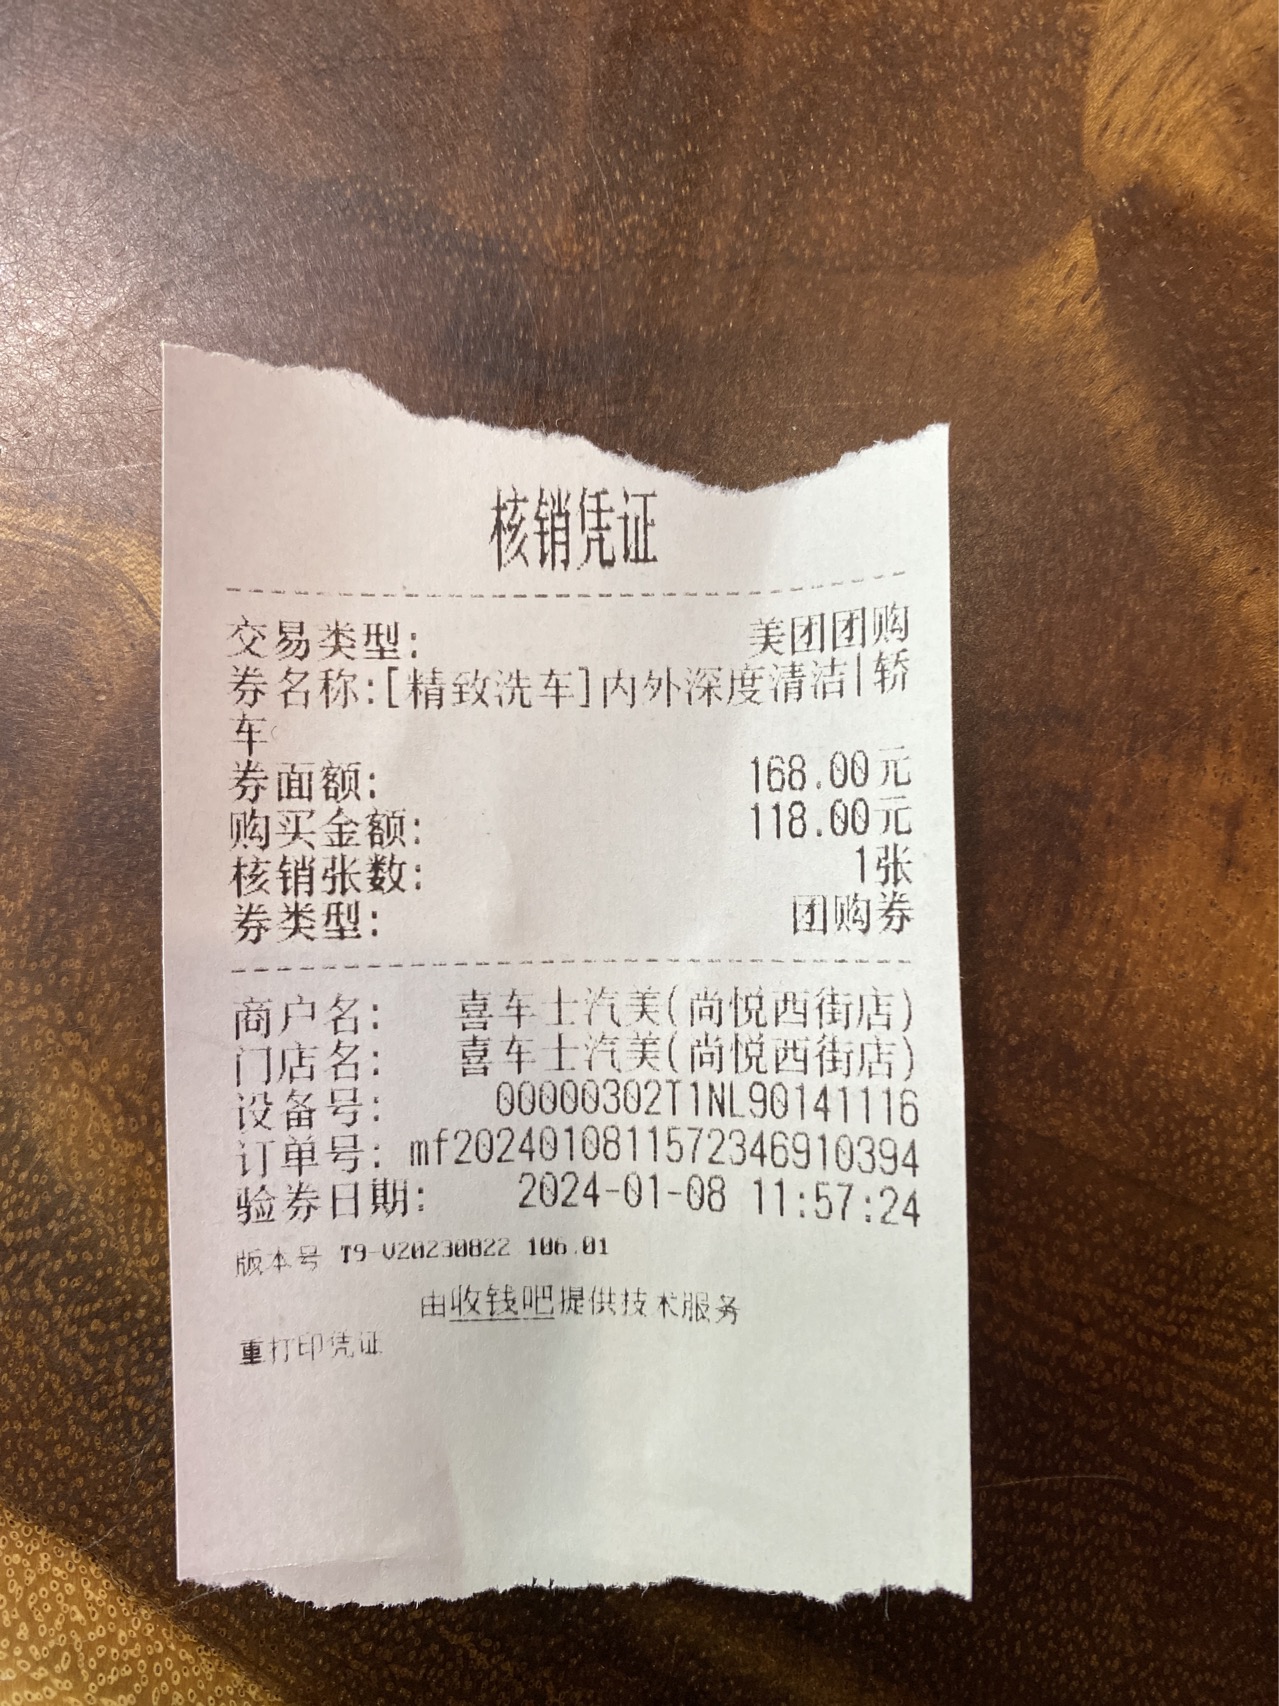 核销凭证
交易类型: 美团团购
券名称:[精致洗车]内外深度清洁|轿
车
券面额: 168.00元
购买金额: 118.00元
核销张数: 1张
券类型: 团购券
商户名: 喜车士汽美(尚悦西街店)
门店名: 喜车士汽美(尚悦西街店)
设备号: 00000302T1NL90141116
订单号: mf20240108115723469​10394
验券日期: 2024-01-08 11:57:24
版本号 T9-V20230822 106.01
由收钱吧提供技术服务
重打印凭证